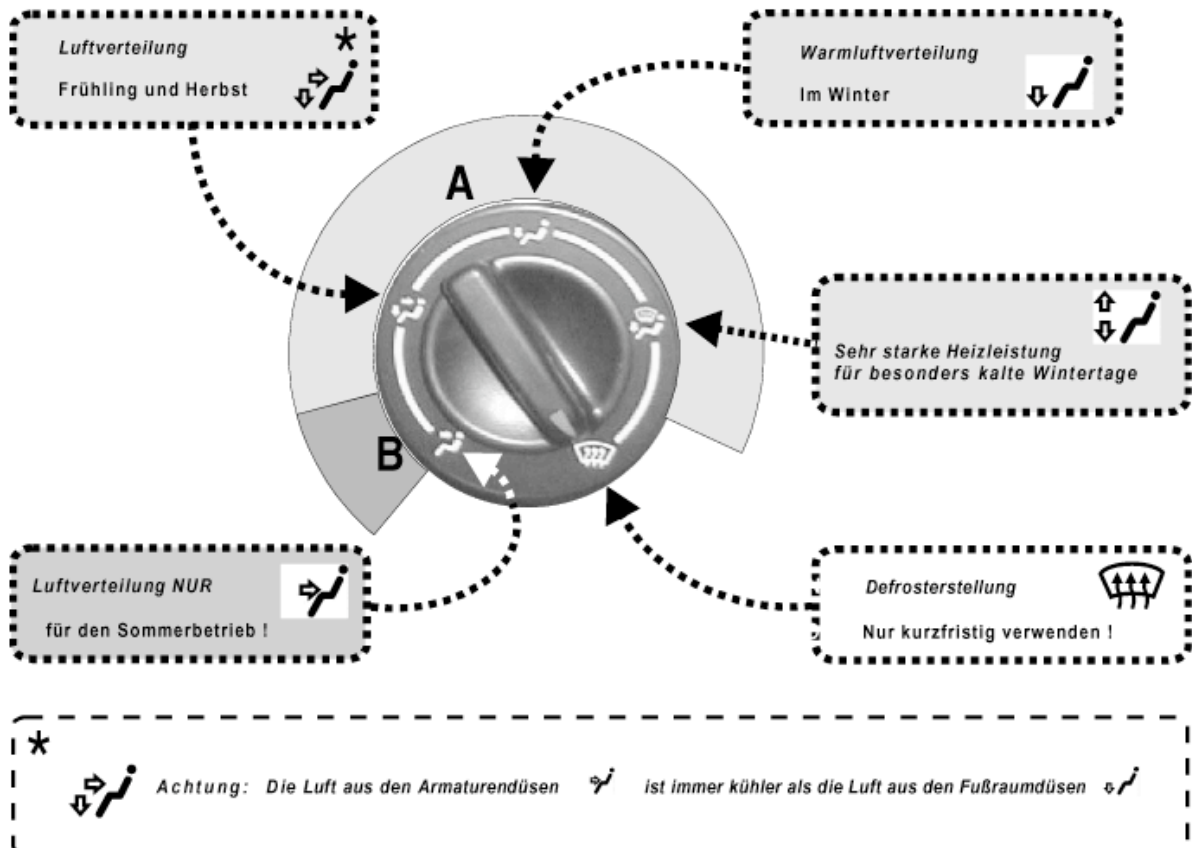 Luftverteilung *
Frühling und Herbst
Warmluftverteilung
Im Winter
A
Sehr starke Heizleistung
für besonders kalte Wintertage
B
Luftverteilung NUR
für den Sommerbetrieb !
Defrosterstellung
Nur kurzfristig verwenden !
*
Achtung: Die Luft aus den Armaturendüsen ist immer kühler als die Luft aus den Fußraumdüsen